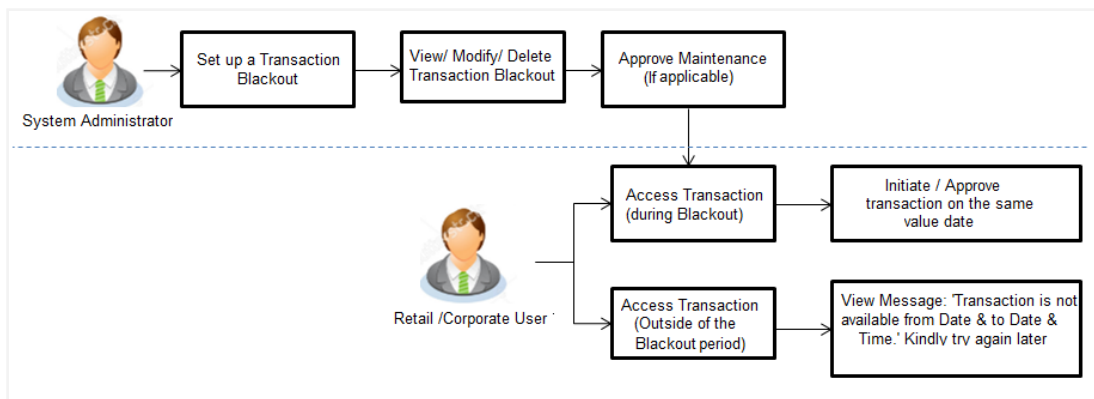 Set up a Transaction
Blackout
View/ Modify/ Delete
Transaction Blackout
Approve Maintenance
(If applicable)
System Administrator
Access Transaction
(during Blackout)
Initiate / Approve
transaction on the same
value date
Retail /Corporate User
Access Transaction
(Outside of the
Blackout period)
View Message: 'Transaction is not
available from Date & to Date &
Time.' Kindly try again later